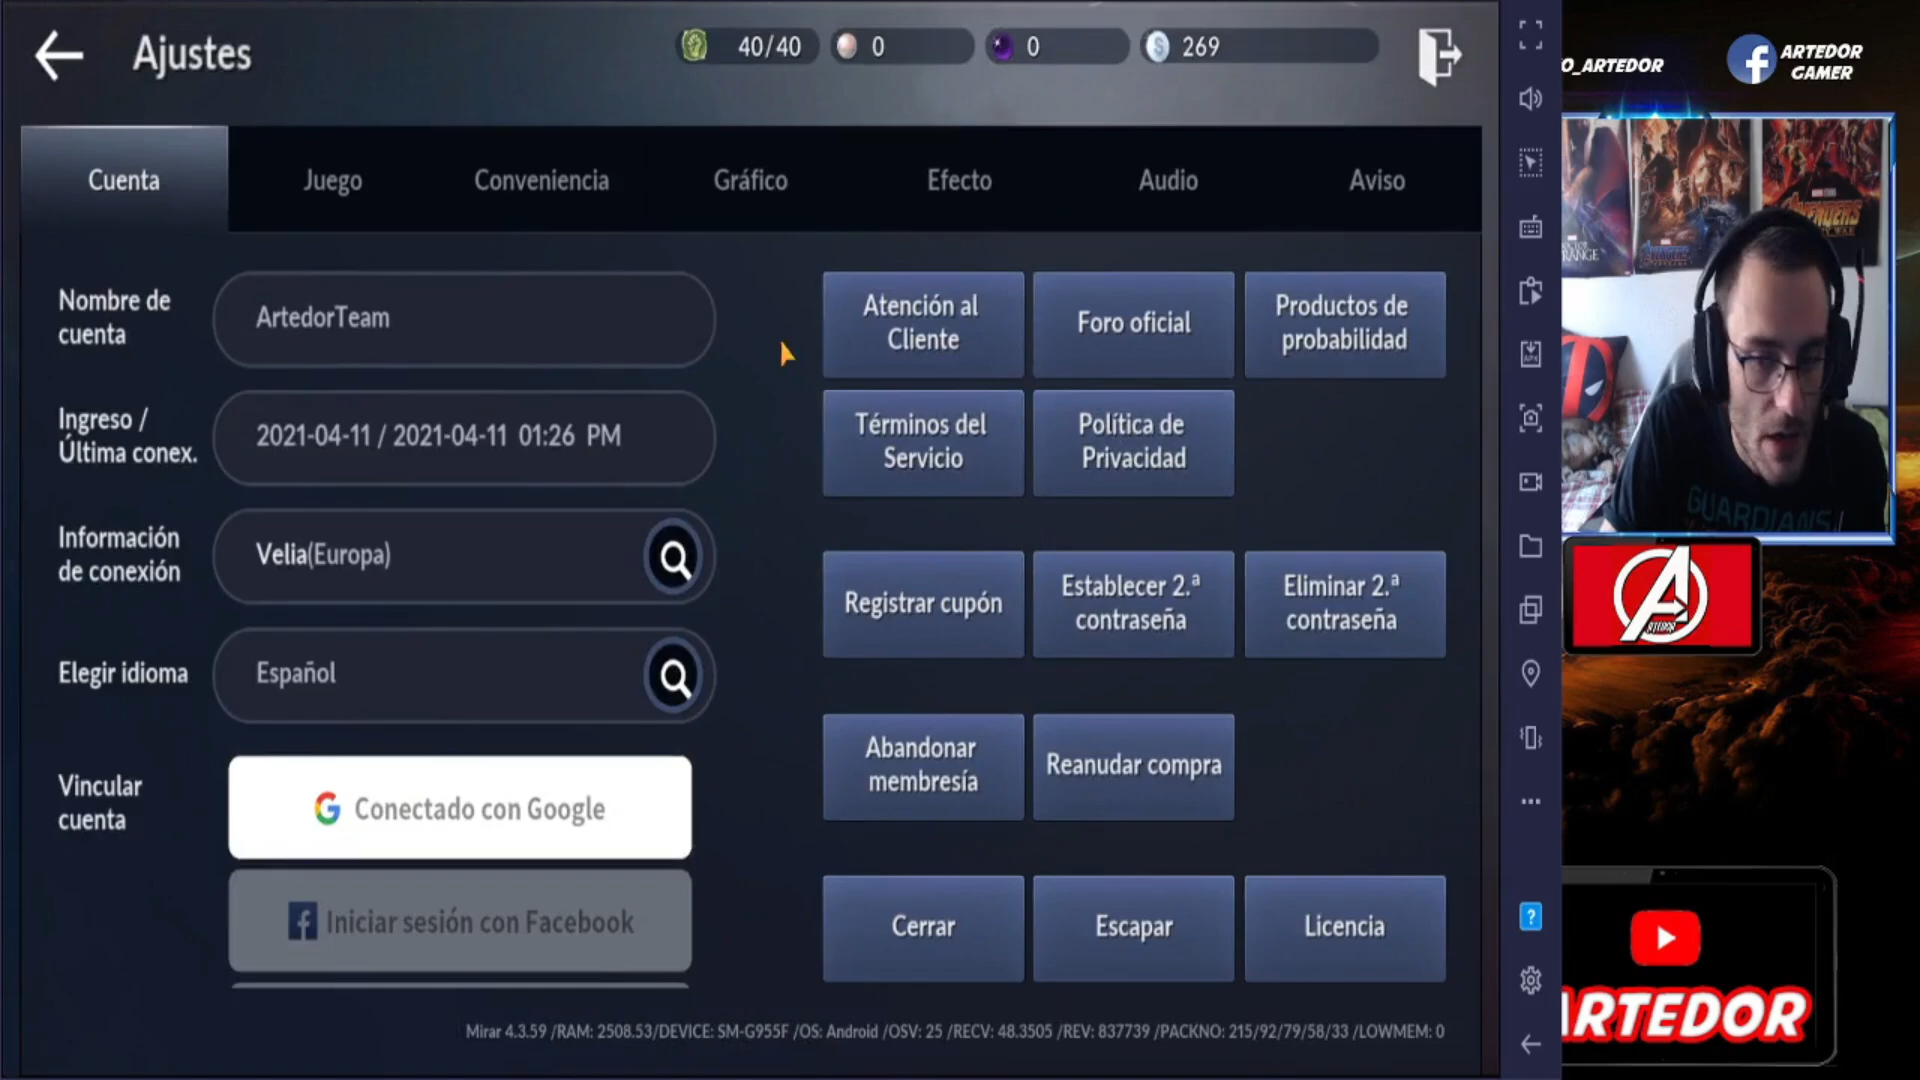 Ajustes
40/40
0
0
269
O_ARTEDOR
ARTEDOR
GAMER
Cuenta
Juego
Conveniencia
Gráfico
Efecto
Audio
Aviso
Nombre de
cuenta
ArtedorTeam
Ingreso /
Última conex.
2021-04-11 / 2021-04-11 01:26 PM
Información
de conexión
Velia(Europa)
Elegir idioma
Español
Vincular
cuenta
Conectado con Google
Iniciar sesión con Facebook
Atención al
Cliente
Foro oficial
Productos de
probabilidad
Términos del
Servicio
Política de
Privacidad
Registrar cupón
Establecer 2.ª
contraseña
Eliminar 2.ª
contraseña
Abandonar
membresía
Reanudar compra
Cerrar
Escapar
Licencia
Mirar 4.3.59 /RAM: 2508.53/DEVICE: SM-G955F /OS: Android /OSV: 25 /RECV: 48.3505 /REV: 837739 /PACKNO: 215/92/79/58/33 /LOWMEM: 0
AVENGERS
GUARDIANS
ARTEDOR
ARTEDOR